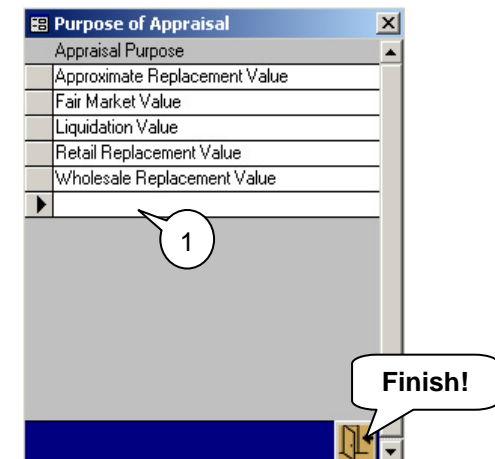 Purpose of Appraisal
Appraisal Purpose
Approximate Replacement Value
Fair Market Value
Liquidation Value
Retail Replacement Value
Wholesale Replacement Value
1
Finish!